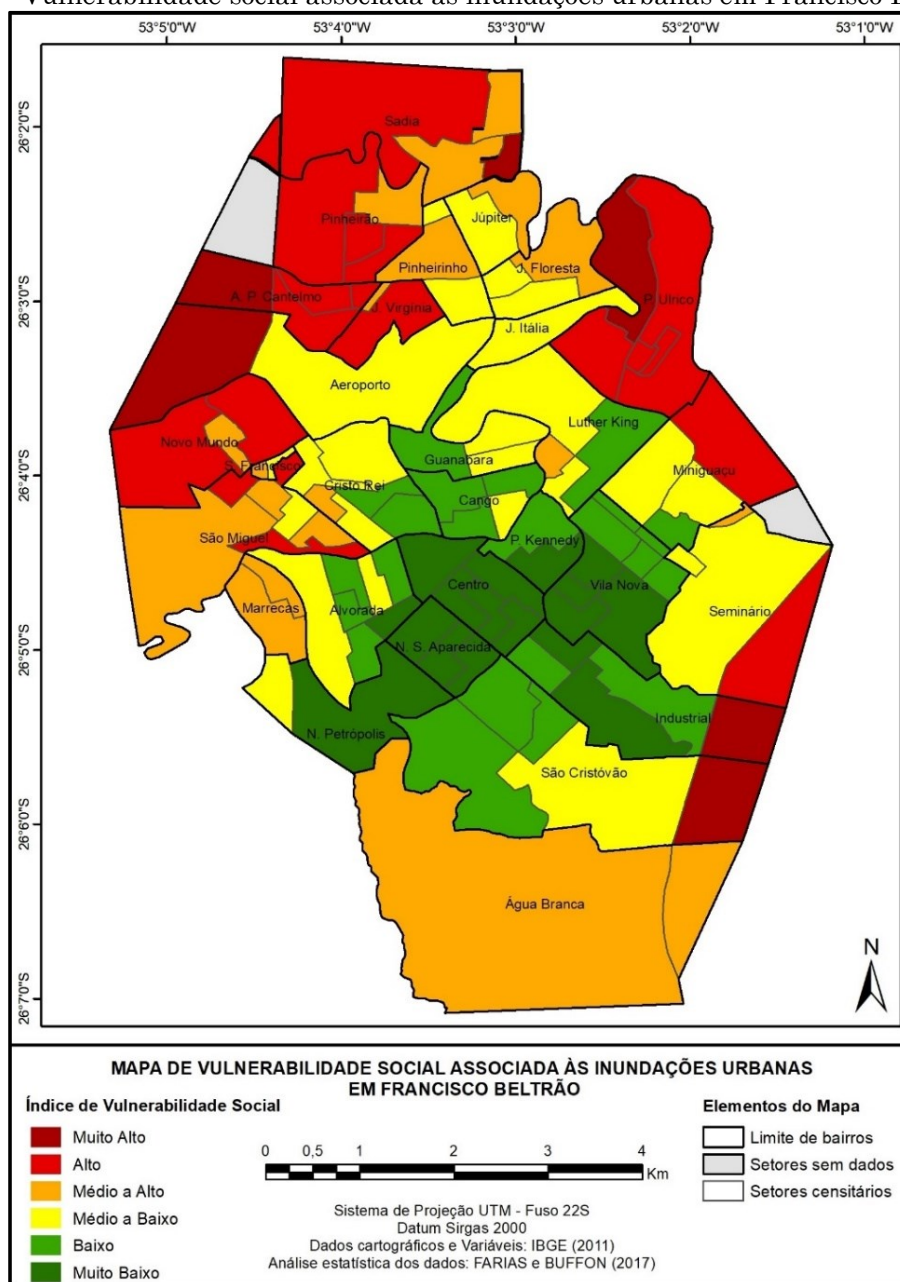 Vulnerabilidade social associada às inundações urbanas em Francisco
53°5'0"W 53°4'0"W 53°3'0"W 53°2'0"W 53°1'0"W
26°2'0"S
26°3'0"S
26°4'0"S
26°5'0"S
26°6'0"S
26°7'0"S
Sadia
Pinheirão
Júpiter
Pinheirinho
J. Floresta
A. P. Cantelmo
J. Virgínia
P. Ulrico
J. Itália
Aeroporto
Luther King
Novo Mundo
Guanabara
S. Francisco
Miniguaçu
Cristo Rei
Cango
São Miguel
P. Kennedy
Centro
Vila Nova
Marrecas
Alvorada
Seminário
N. S. Aparecida
N. Petrópolis
Industrial
São Cristóvão
Água Branca
N
MAPA DE VULNERABILIDADE SOCIAL ASSOCIADA ÀS INUNDAÇÕES URBANAS
EM FRANCISCO BELTRÃO
Índice de Vulnerabilidade Social
Muito Alto
Alto
Médio a Alto
Médio a Baixo
Baixo
Muito Baixo
0 0,5 1 2 3 4
Km
Sistema de Projeção UTM - Fuso 22S
Datum Sirgas 2000
Dados cartográficos e Variáveis: IBGE (2011)
Análise estatística dos dados: FARIAS e BUFFON (2017)
Elementos do Mapa
Limite de bairros
Setores sem dados
Setores censitários